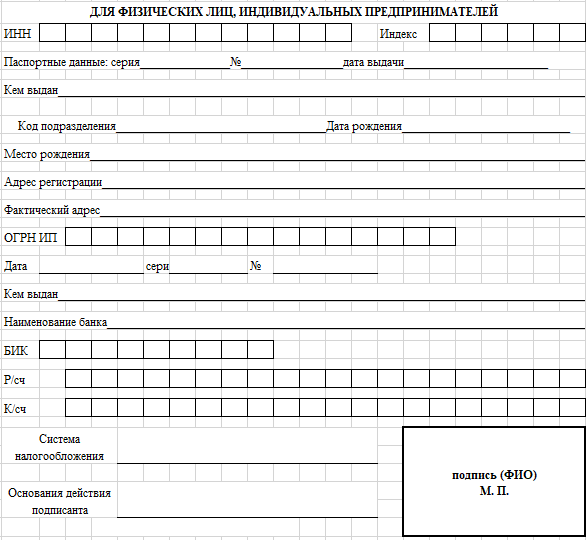 ДЛЯ ФИЗИЧЕСКИХ ЛИЦ, ИНДИВИДУАЛЬНЫХ ПРЕДПРИНИМАТЕЛЕЙ
ИНН Индекс
Паспортные данные: серия № дата выдачи
Кем выдан
Код подразделения Дата рождения
Место рождения
Адрес регистрации
Фактический адрес
ОГРН ИП
Дата сери №
Кем выдан
Наименование банка
БИК
Р/сч
К/сч
Система
налогообложения
подпись (ФИО)
М. П.
Основания действия
подписанта